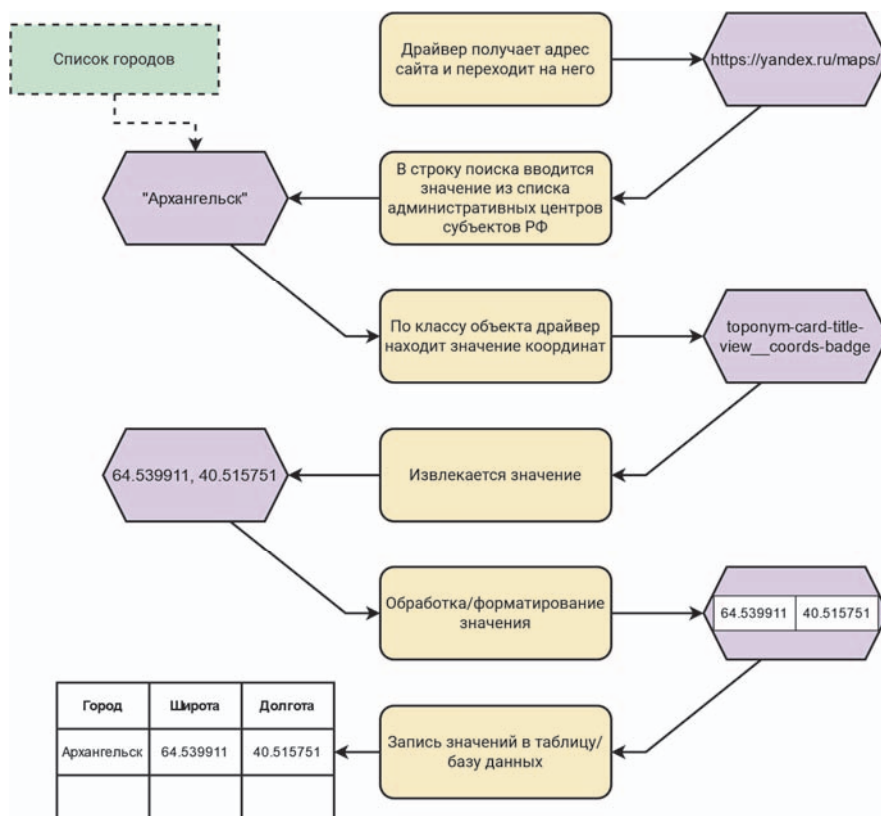 Список городов
Драйвер получает адрес
сайта и переходит на него
https://yandex.ru/maps/
"Архангельск"
В строку поиска вводится
значение из списка
административных центров
субъектов РФ
По классу объекта драйвер
находит значение координат
toponym-card-title-
view__coords-badge
64.539911, 40.515751
Извлекается значение
Обработка/форматирование
значения
64.539911 40.515751
Город Широта Долгота
Архангельск 64.539911 40.515751
Запись значений в таблицу/
базу данных